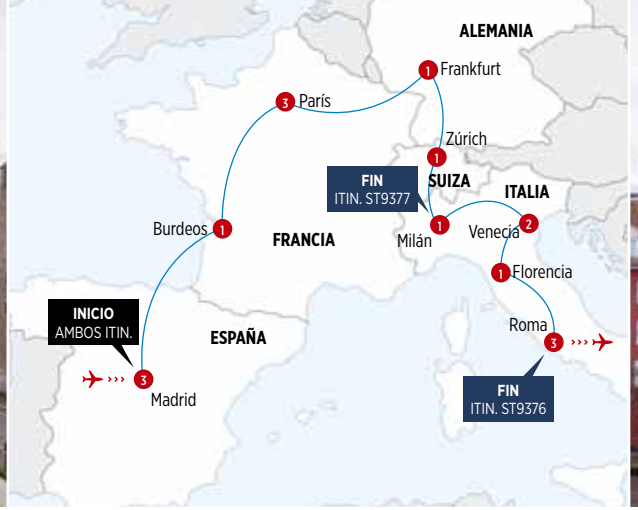 ALEMANIA
1 Frankfurt
3 París
Zúrich
1
FIN
ITIN. ST9377
SUIZA
ITALIA
Burdeos 1
FRANCIA
1
Milán
Venecia 2
1 Florencia
INICIO
AMBOS ITIN.
ESPAÑA
Roma
3
3
Madrid
FIN
ITIN. ST9376